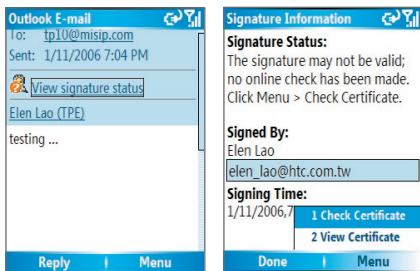 Outlook E-mail
To: tp10@misip.com
Sent: 1/11/2006 7:04 PM
View signature status
Elen Lao (TPE)
testing ...
Reply Menu
Signature Information
Signature Status:
The signature may not be valid;
no online check has been made.
Click Menu > Check Certificate.
Signed By:
Elen Lao
elen_lao@htc.com.tw
Signing Time:
1/11/2006,7
1 Check Certificate
2 View Certificate
Done Menu